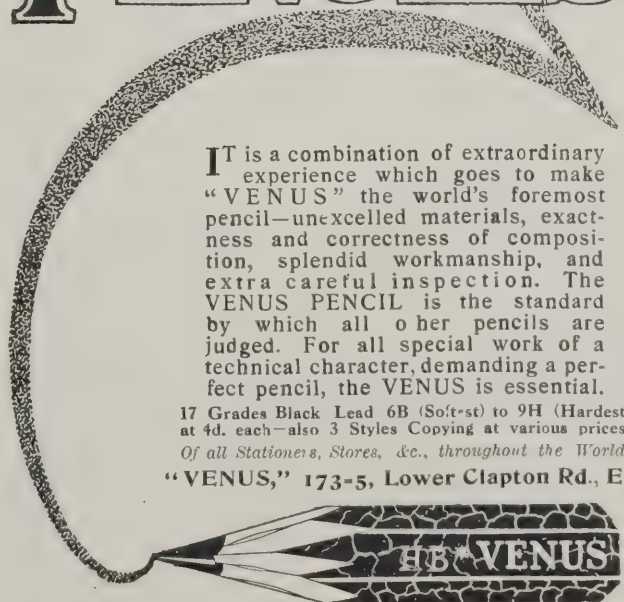 IT is a combination of extraordinary
experience which goes to make
"VENUS" the world's foremost
pencil—unexcelled materials, exact-
ness and correctness of composi-
tion, splendid workmanship, and
extra careful inspection. The
VENUS PENCIL is the standard
by which all o her pencils are
judged. For all special work of a
technical character, demanding a per-
fect pencil, the VENUS is essential.
17 Grades Black Lead 6B (Softest) to 9H (Hardest
at 4d. each—also 3 Styles Copying at various prices
Of all Stationers, Stores, &c., throughout the World
"VENUS," 173-5, Lower Clapton Rd., E
HB VENUS